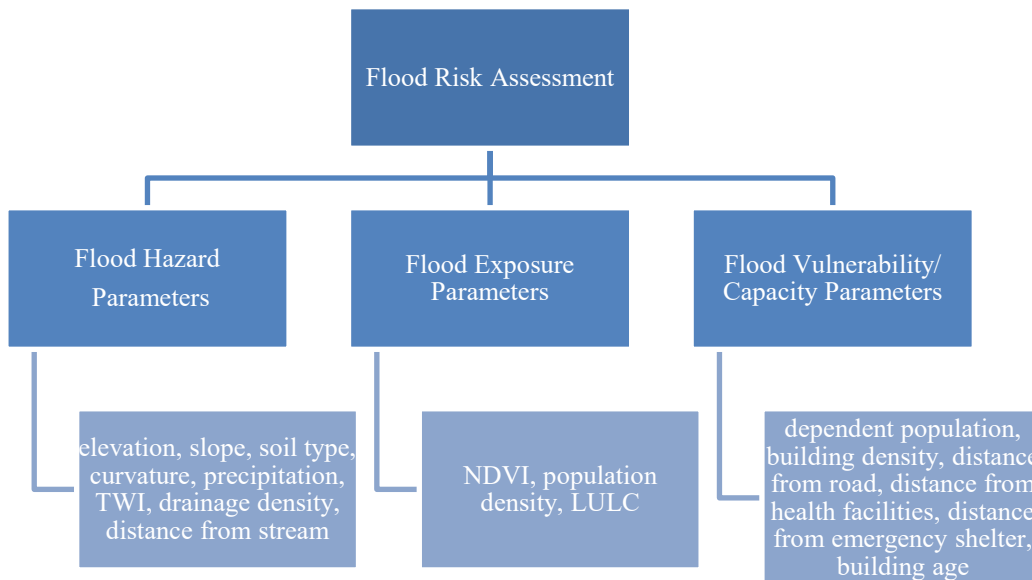 Flood Risk Assessment
Flood Hazard
Parameters
Flood Exposure
Parameters
Flood Vulnerability/
Capacity Parameters
elevation, slope, soil type,
curvature, precipitation,
TWI, drainage density,
distance from stream
NDVI, population
density, LULC
dependent population,
building density, distance
from road, distance from
health facilities, distance
from emergency shelter,
building age